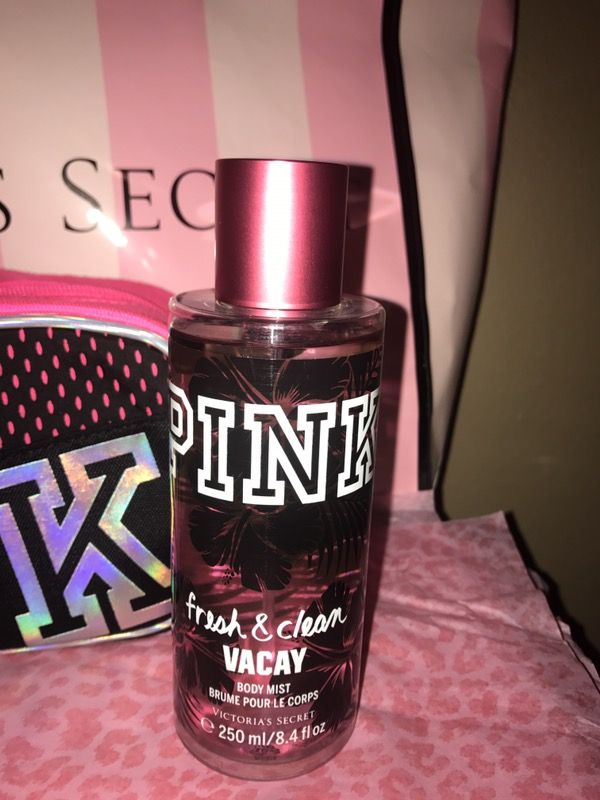 S SEC
PINK
K
fresh & clean
VACAY
BODY MIST
BRUME POUR LE CORPS
VICTORIA'S SECRET
℮ 250 ml/8.4 fl oz